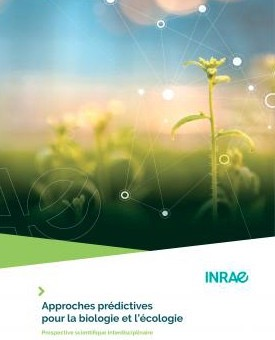 INRAE
Approches prédictives
pour la biologie et l'écologie
Perspective scientifique interdisciplinaire